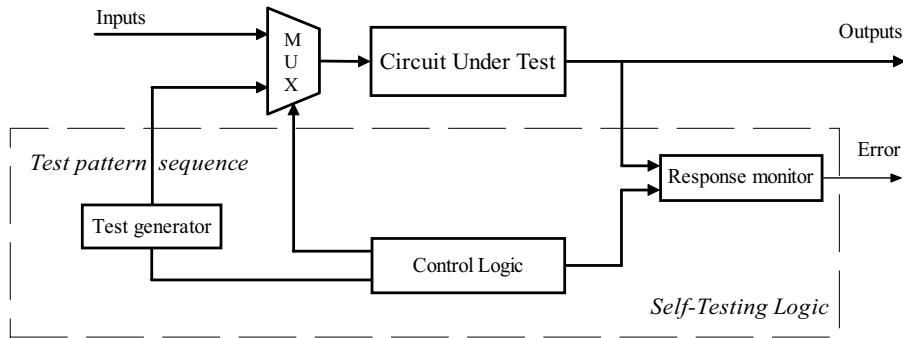 Inputs
M
U
X
Circuit Under Test
Outputs
Test pattern sequence
Error
Response monitor
Test generator
Control Logic
Self-Testing Logic